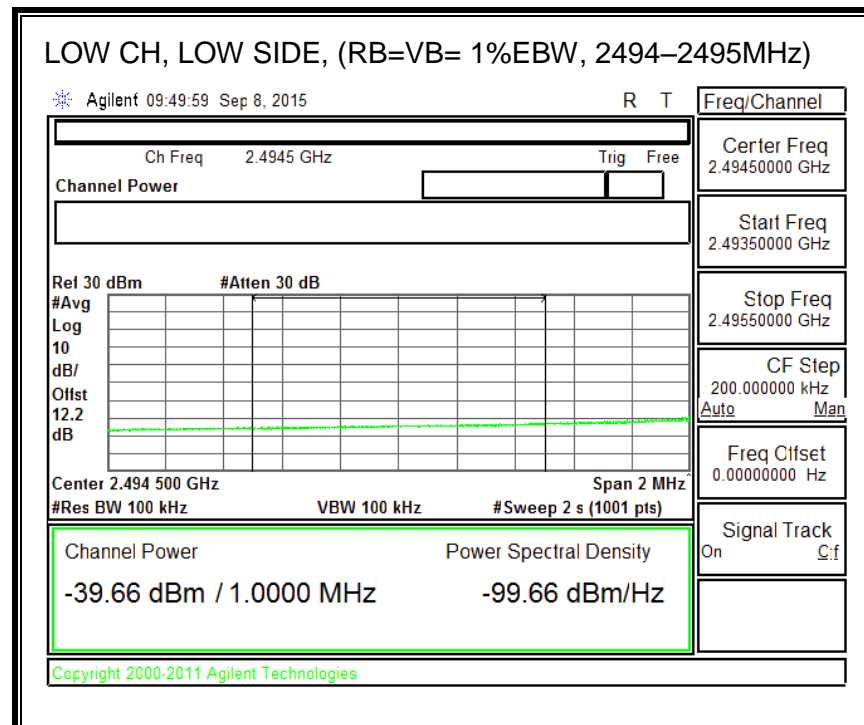 LOW CH, LOW SIDE, (RB=VB= 1%EBW, 2494–2495MHz)
Agilent 09:49:59 Sep 8, 2015 R T
Freq/Channel
Ch Freq 2.4945 GHz Trig Free
Channel Power
Center Freq
2.49450000 GHz
Start Freq
2.49350000 GHz
Stop Freq
2.49550000 GHz
CF Step
200.000000 kHz
Auto Man
Freq Offset
0.00000000 Hz
Signal Track
On Off
Ref 30 dBm #Atten 30 dB
#Avg
Log
10
dB/
Offst
12.2
dB
Center 2.494 500 GHz Span 2 MHz
#Res BW 100 kHz VBW 100 kHz #Sweep 2 s (1001 pts)
Channel Power Power Spectral Density
-39.66 dBm / 1.0000 MHz -99.66 dBm/Hz
Copyright 2000-2011 Agilent Technologies